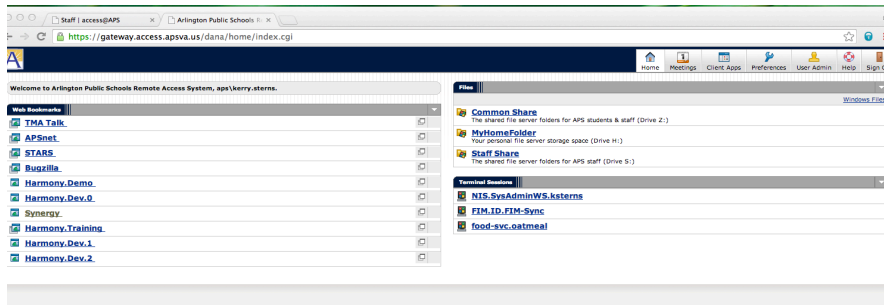 Staff | access@APS
Arlington Public Schools R
https://gateway.access.apsva.us/dana/home/index.cgi
A
1
Home Meetings Client Apps Preferences User Admin Help Sign
Welcome to Arlington Public Schools Remote Access System, aps\kerry.sterns.
Web Bookmarks
TMA Talk
APSnet
STARS
Bugzilla
Harmony.Demo
Harmony.Dev.0
Synergy
Harmony.Training
Harmony.Dev.1
Harmony.Dev.2
Files
Windows Files
Common Share
The shared file server folders for APS students & staff (Drive Z:)
MyHomeFolder
Your personal file server storage space (Drive H:)
Staff Share
The shared file server folders for APS staff (Drive S:)
Terminal Sessions
NIS.SysAdminWS.ksterns
FIM.ID.FIM-Sync
food-svc.oatmeal